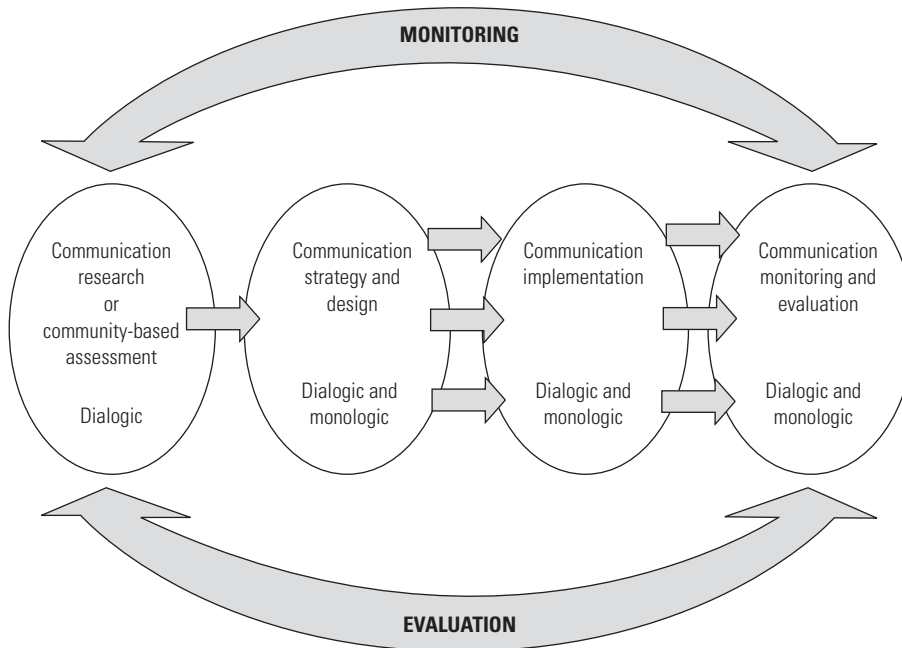 MONITORING
Communication
research
or
community-based
assessment
Dialogic
Communication
strategy and
design
Dialogic and
monologic
Communication
implementation
Dialogic and
monologic
Communication
monitoring and
evaluation
Dialogic and
monologic
EVALUATION